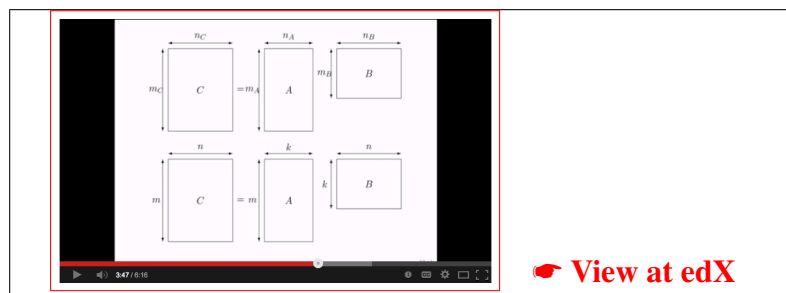 n_C n_A n_B
m_C C = m_A A m_B B
n k n
m C = m A k B
3:47 / 6:16
☛ View at edX